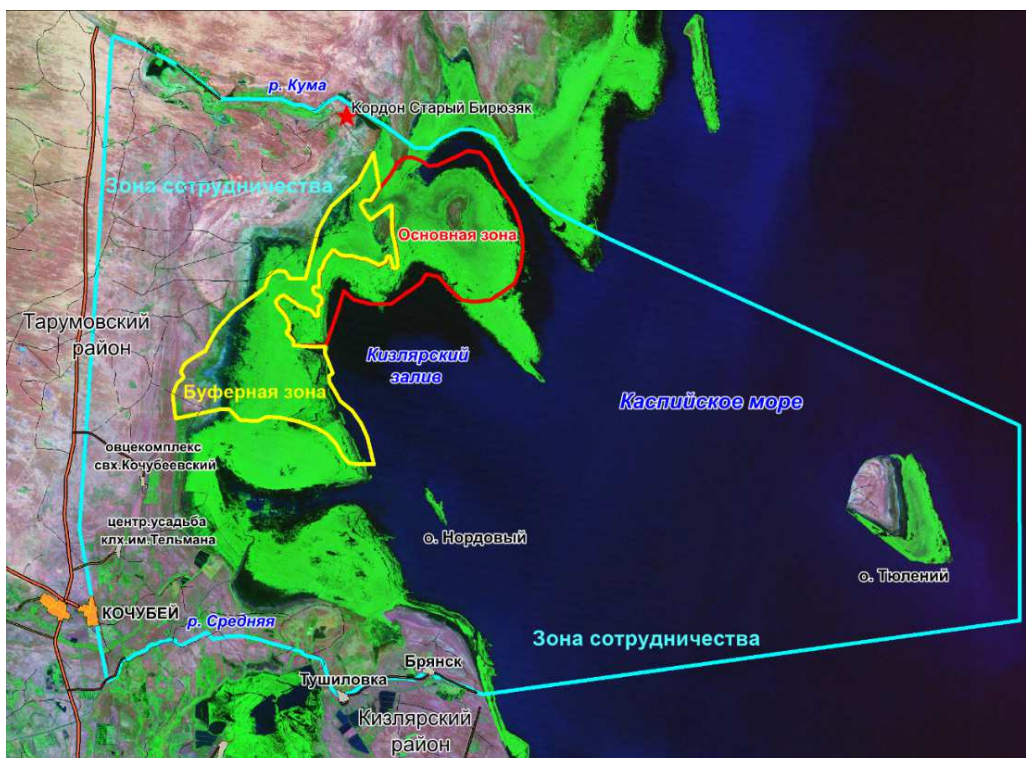 р. Кума
Кордон Старый Бирюзяк
Зона сотрудничества
Основная зона
Тарумовский
район
Кизлярский
залив
Буферная зона
Каспийское море
овцекомплекс
свх.Кочубеевский
центр.усадьба
клх.им.Тельмана
о. Нордовый
о. Тюлений
КОЧУБЕЙ
р. Средняя
Зона сотрудничества
Брянск
Тушиловка
Кизлярский
район